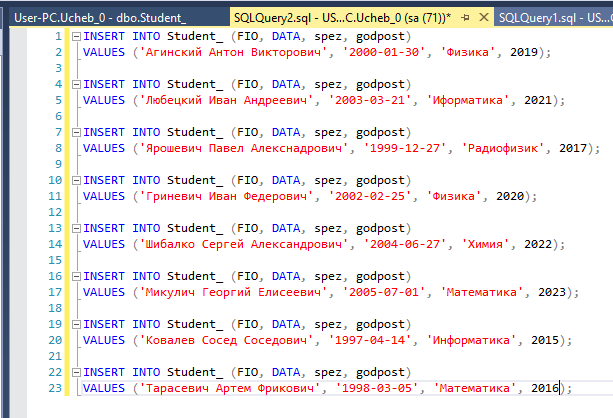 User-PC.Ucheb_0 - dbo.Student_ SQLQuery2.sql - US...C.Ucheb_0 (sa (71))* SQLQuery1.sql - US
1 INSERT INTO Student_ (FIO, DATA, spez, godpost)
2 VALUES ('Агинский Антон Викторович', '2000-01-30', 'Физика', 2019);
3
4 INSERT INTO Student_ (FIO, DATA, spez, godpost)
5 VALUES ('Любецкий Иван Андреевич', '2003-03-21', 'Иформатика', 2021);
6
7 INSERT INTO Student_ (FIO, DATA, spez, godpost)
8 VALUES ('Ярошевич Павел Алекснадрович', '1999-12-27', 'Радиофизик', 2017);
9
10 INSERT INTO Student_ (FIO, DATA, spez, godpost)
11 VALUES ('Гриневич Иван Федерович', '2002-02-25', 'Физика', 2020);
12
13 INSERT INTO Student_ (FIO, DATA, spez, godpost)
14 VALUES ('Шибалко Сергей Александрович', '2004-06-27', 'Химия', 2022);
15
16 INSERT INTO Student_ (FIO, DATA, spez, godpost)
17 VALUES ('Микулич Георгий Елисеевич', '2005-07-01', 'Математика', 2023);
18
19 INSERT INTO Student_ (FIO, DATA, spez, godpost)
20 VALUES ('Ковалев Сосед Соседович', '1997-04-14', 'Информатика', 2015);
21
22 INSERT INTO Student_ (FIO, DATA, spez, godpost)
23 VALUES ('Тарасевич Артем Фрикович', '1998-03-05', 'Математика', 2016);